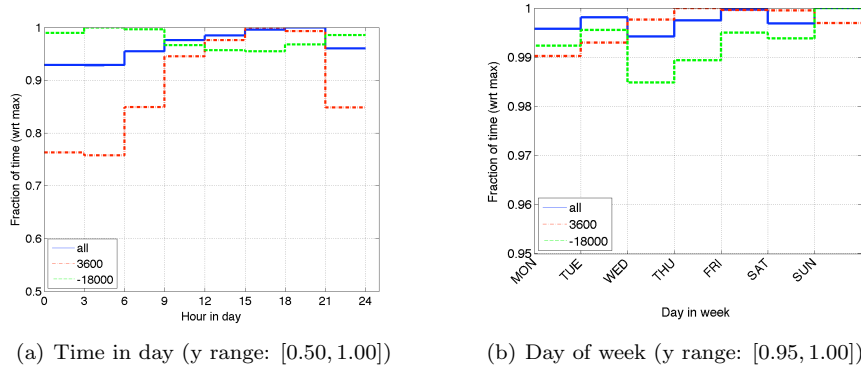 1
0.9
0.8
0.7
0.6
0.5
Fraction of time (wrt max)
all
3600
-18000
0 3 6 9 12 15 18 21 24
Hour in day
(a) Time in day (y range: [0.50, 1.00])
1
0.99
0.98
0.97
0.96
0.95
Fraction of time (wrt max)
all
3600
-18000
MON TUE WED THU FRI SAT SUN
Day in week
(b) Day of week (y range: [0.95, 1.00])